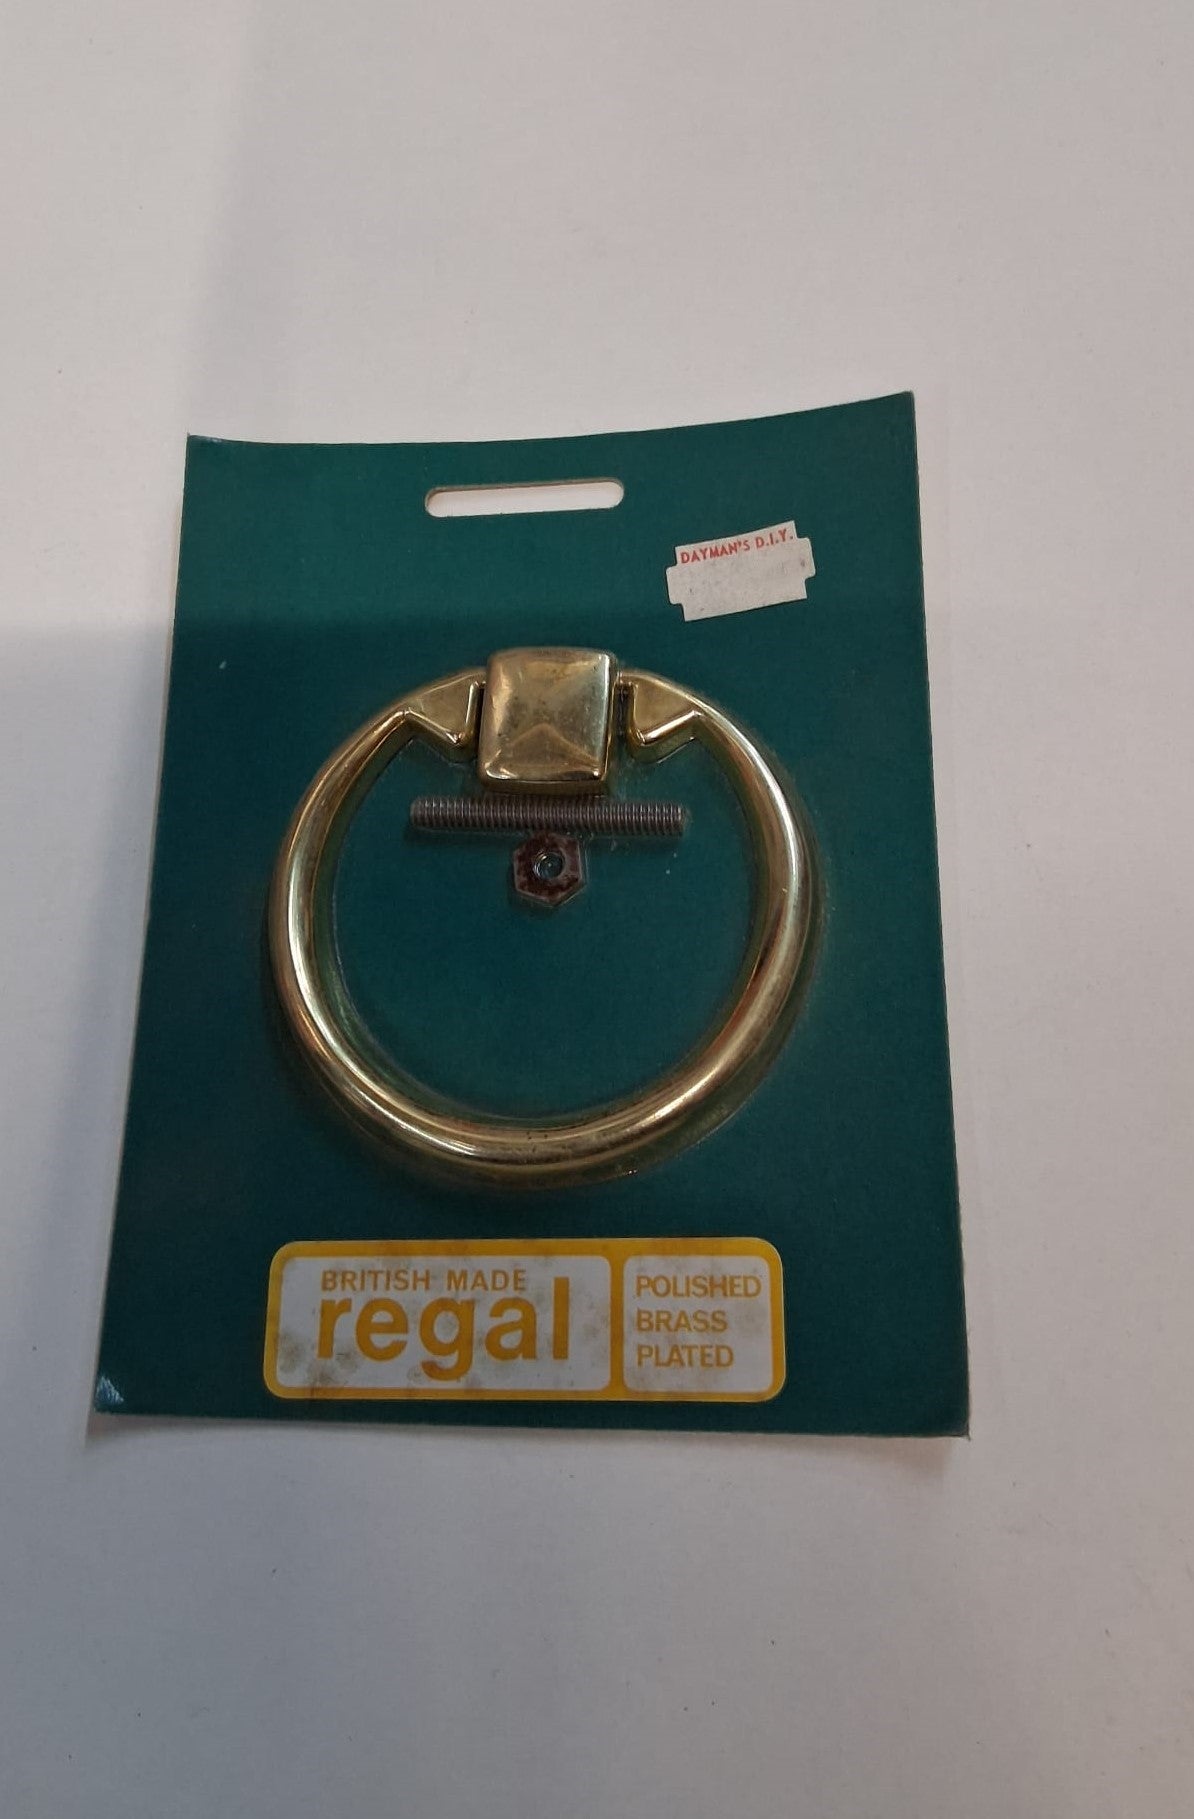 DAYMAN'S D.I.Y.
BRITISH MADE
regal
POLISHED
BRASS
PLATED